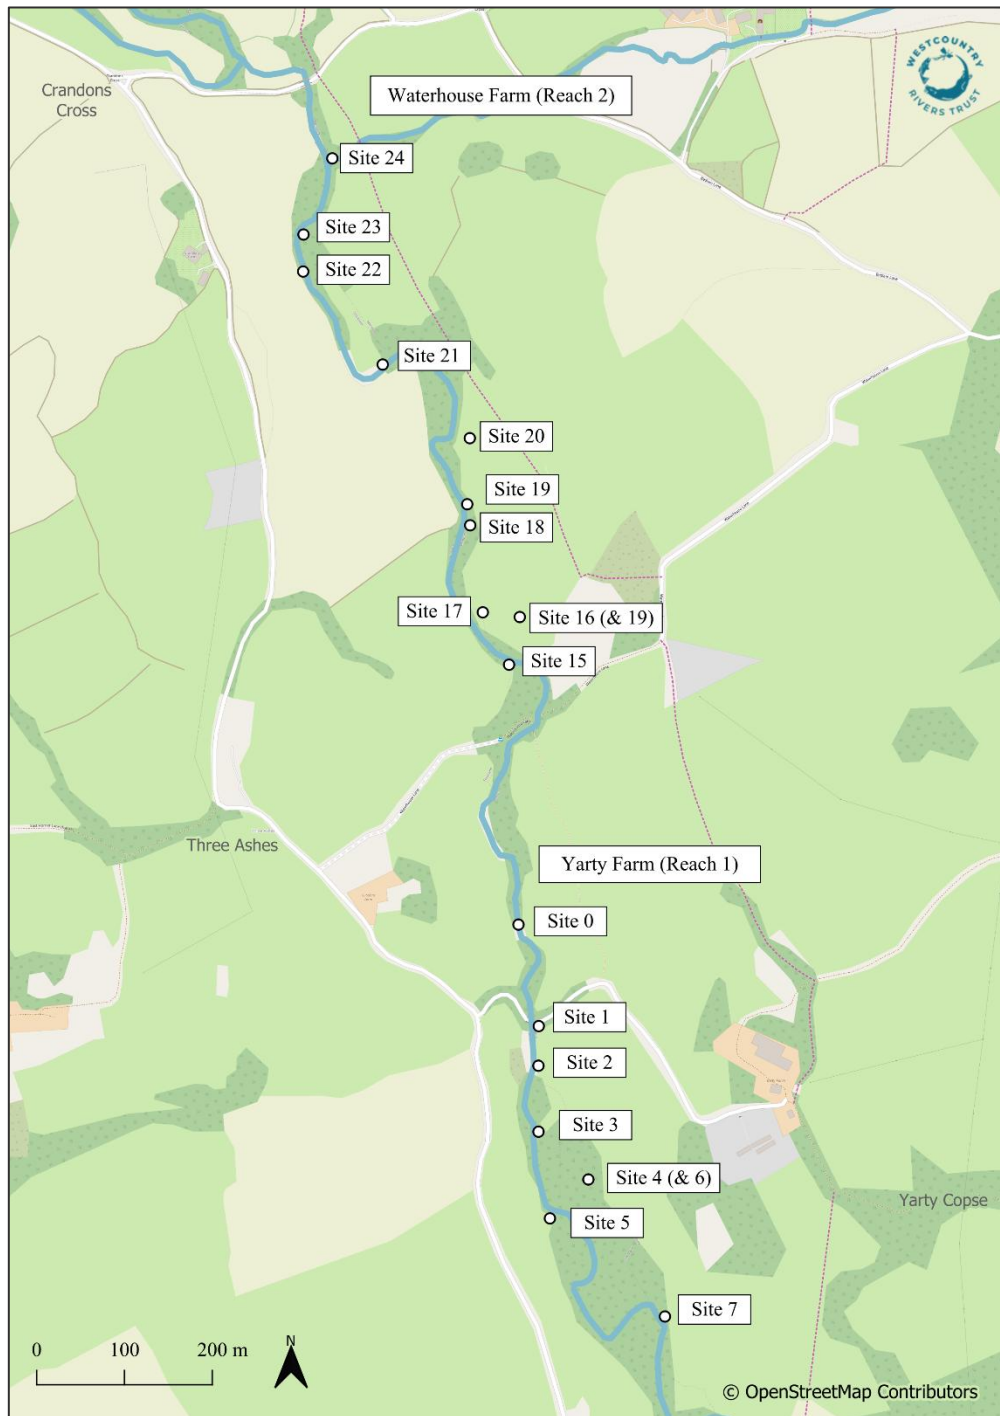 WESTCOUNTRY
RIVERS TRUST
Crandons
Cross
Waterhouse Farm (Reach 2)
Site 24
Site 23
Site 22
Site 21
Site 20
Site 19
Site 18
Site 17
Site 16 (& 19)
Site 15
Three Ashes
Yarty Farm (Reach 1)
Site 0
Site 1
Site 2
Site 3
Site 4 (& 6)
Yarty Copse
Site 5
Site 7
0 100 200 m
N
© OpenStreetMap Contributors